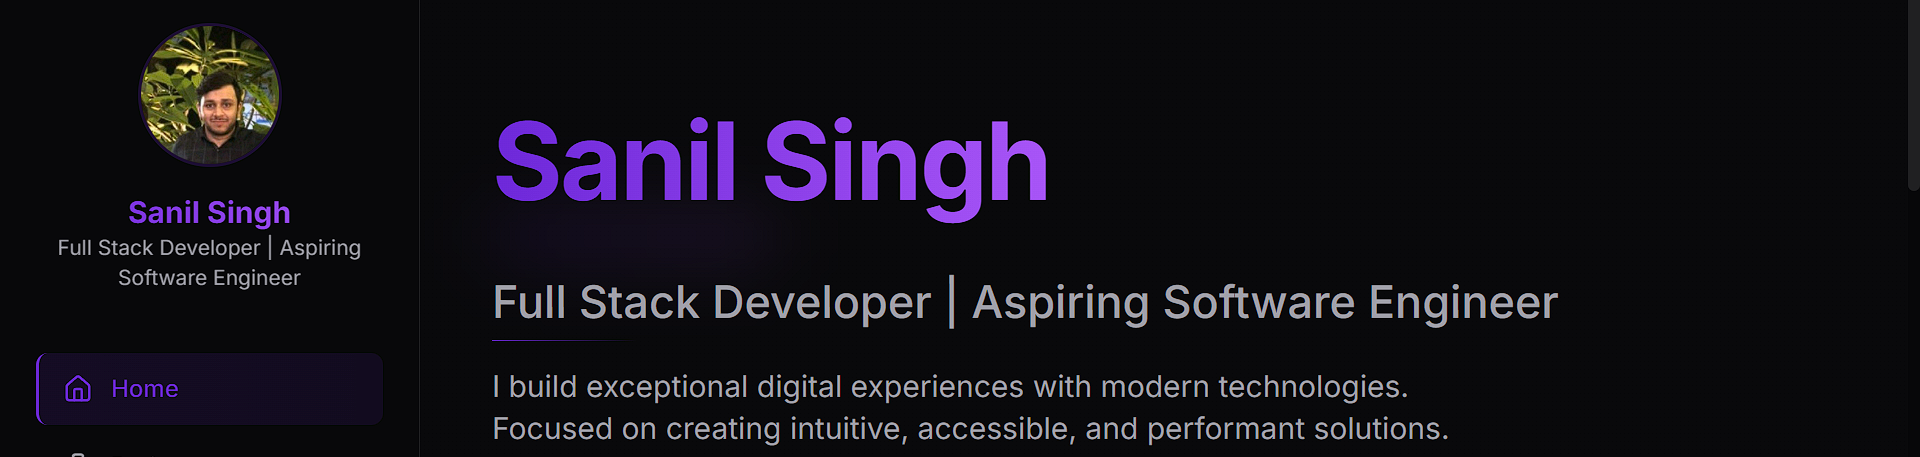 Sanil Singh
Full Stack Developer | Aspiring
Software Engineer
Home
Sanil Singh
Full Stack Developer | Aspiring Software Engineer
I build exceptional digital experiences with modern technologies.
Focused on creating intuitive, accessible, and performant solutions.